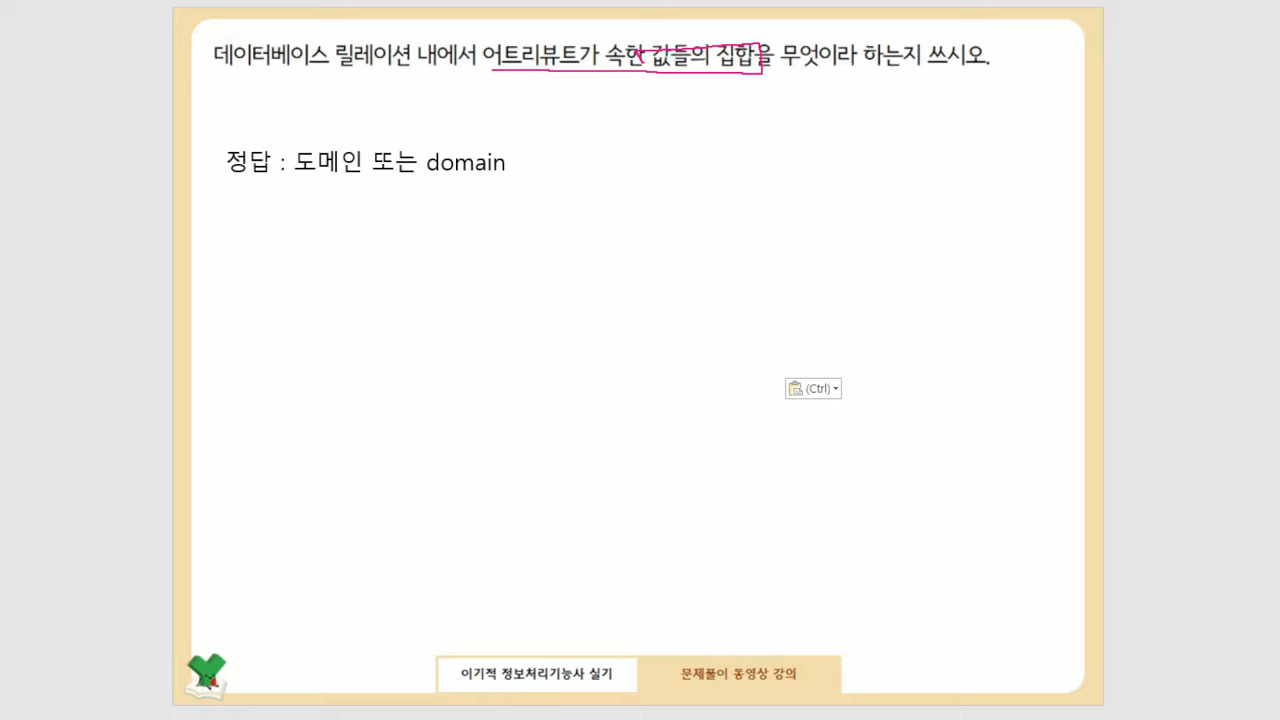 데이터베이스 릴레이션 내에서 어트리뷰트가 속한 값들의 집합을 무엇이라 하는지 쓰시오.
정답 : 도메인 또는 domain
(Ctrl)
이기적 정보처리기능사 실기
문제풀이 동영상 강의